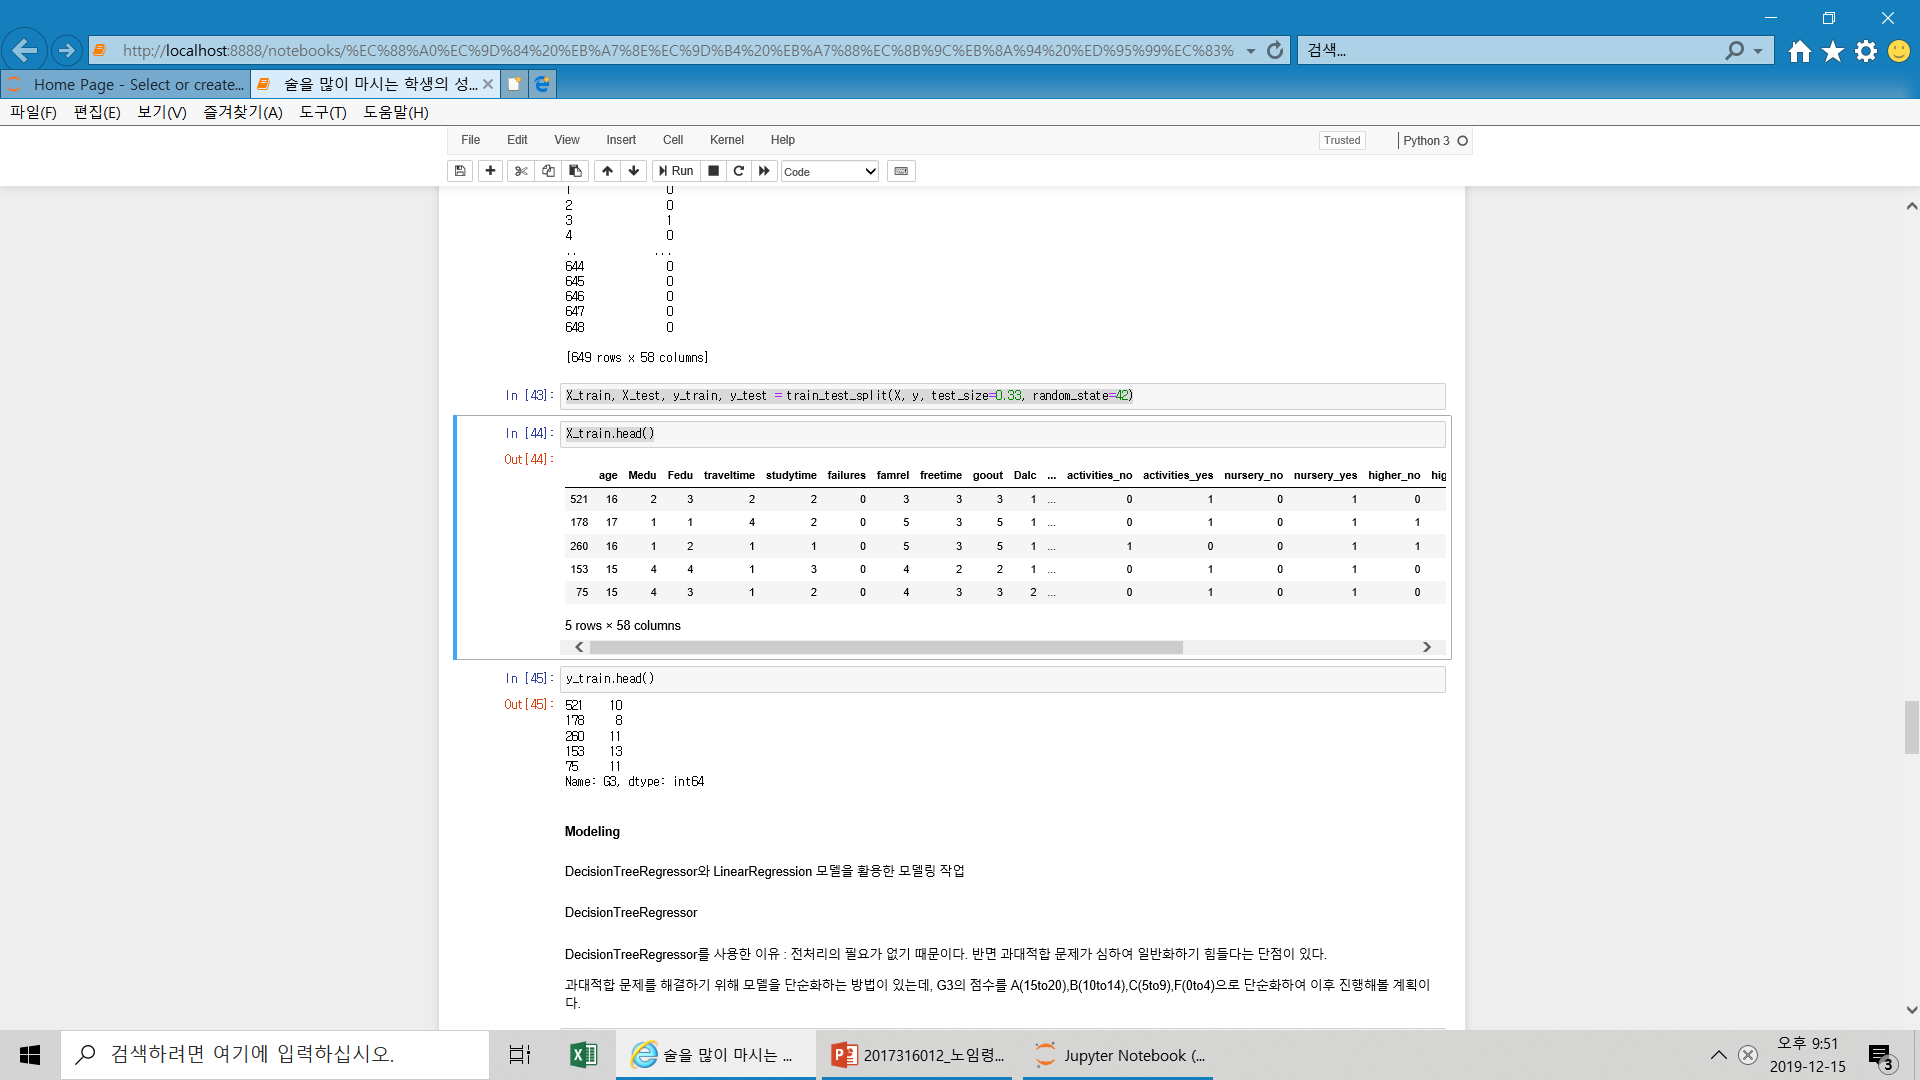 http://localhost:8888/notebooks/%EC%88%A0%EC%9D%84%20%EB%A7%8E%EC%9D%B4%20%EB%A7%88%EC%8B%9C%EB%8A%94%20%ED%95%99%EC%83%
검색...
Home Page - Select or create...
술을 많이 마시는 학생의 성...
파일(F) 편집(E) 보기(V) 즐겨찾기(A) 도구(T) 도움말(H)
File Edit View Insert Cell Kernel Help
Trusted
Python 3
Run
Code
1 0
2 0
3 1
4 0
.. ...
644 0
645 0
646 0
647 0
648 0
[649 rows x 58 columns]
In [43]: X_train, X_test, y_train, y_test = train_test_split(X, y, test_size=0.33, random_state=42)
In [44]: X_train.head()
Out[44]:
age Medu Fedu traveltime studytime failures famrel freetime goout Dalc ... activities_no activities_yes nursery_no nursery_yes higher_no hig
521 16 2 3 2 2 0 3 3 3 1 ... 0 1 0 1 0
178 17 1 1 4 2 0 5 3 5 1 ... 0 1 0 1 1
260 16 1 2 1 1 0 5 3 5 1 ... 1 0 0 1 1
153 15 4 4 1 3 0 4 2 2 1 ... 0 1 0 1 0
75 15 4 3 1 2 0 4 3 3 2 ... 0 1 0 1 0
5 rows × 58 columns
In [45]: y_train.head()
Out[45]: 521 10
178 8
260 11
153 13
75 11
Name: G3, dtype: int64
Modeling
DecisionTreeRegressor와 LinearRegression 모델을 활용한 모델링 작업
DecisionTreeRegressor
DecisionTreeRegressor를 사용한 이유 : 전처리의 필요가 없기 때문이다. 반면 과대적합 문제가 심하여 일반화하기 힘들다는 단점이 있다.
과대적합 문제를 해결하기 위해 모델을 단순화하는 방법이 있는데, G3의 점수를 A(15to20),B(10to14),C(5to9),F(0to4)으로 단순화하여 이후 진행해볼 계획이
다.
검색하려면 여기에 입력하십시오.
술을 많이 마시는 ...
2017316012_노임령...
Jupyter Notebook (...
오후 9:51
2019-12-15
3